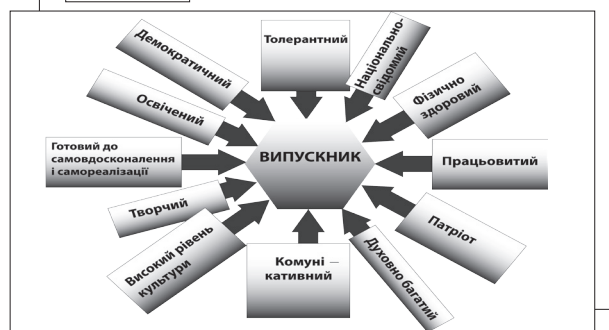 Толерантний
Національно-
свідомий
Фізично
здоровий
Працьовитий
Патріот
Духовно багатий
Комуні –
кативний
Високий рівень
культури
Творчий
Готовий до
самовдосконалення
і самореалізації
Освічений
Демократичний
ВИПУСКНИК